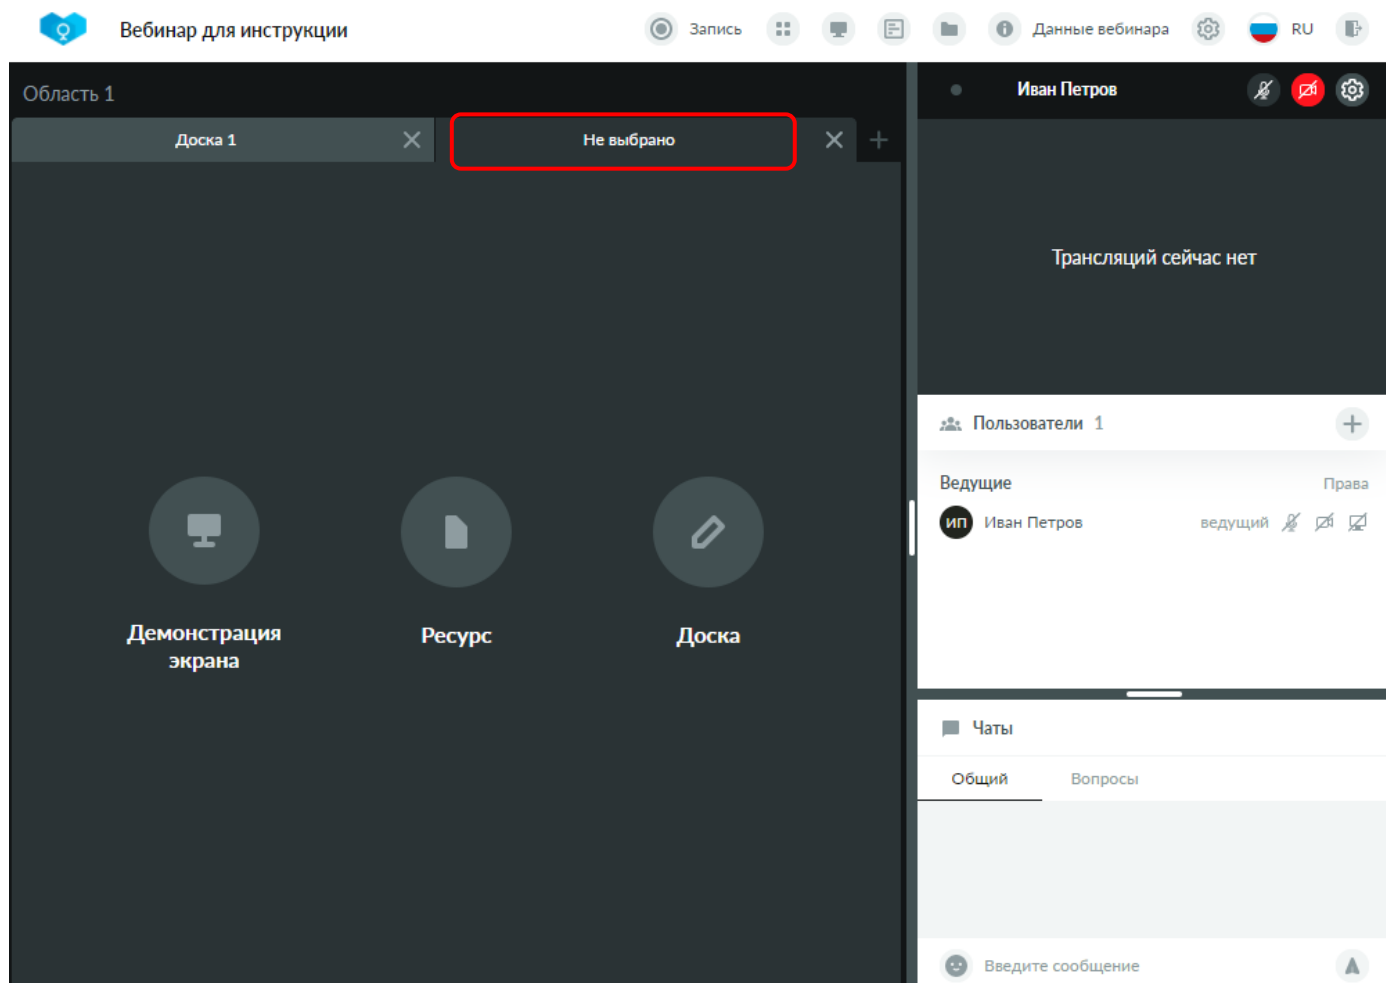 Вебинар для инструкции
Запись
Данные вебинара
RU
Область 1
Доска 1
Не выбрано
Демонстрация
экрана
Ресурс
Доска
Иван Петров
Трансляций сейчас нет
Пользователи 1
Ведущие
Права
ИП Иван Петров ведущий
Чаты
Общий
Вопросы
Введите сообщение